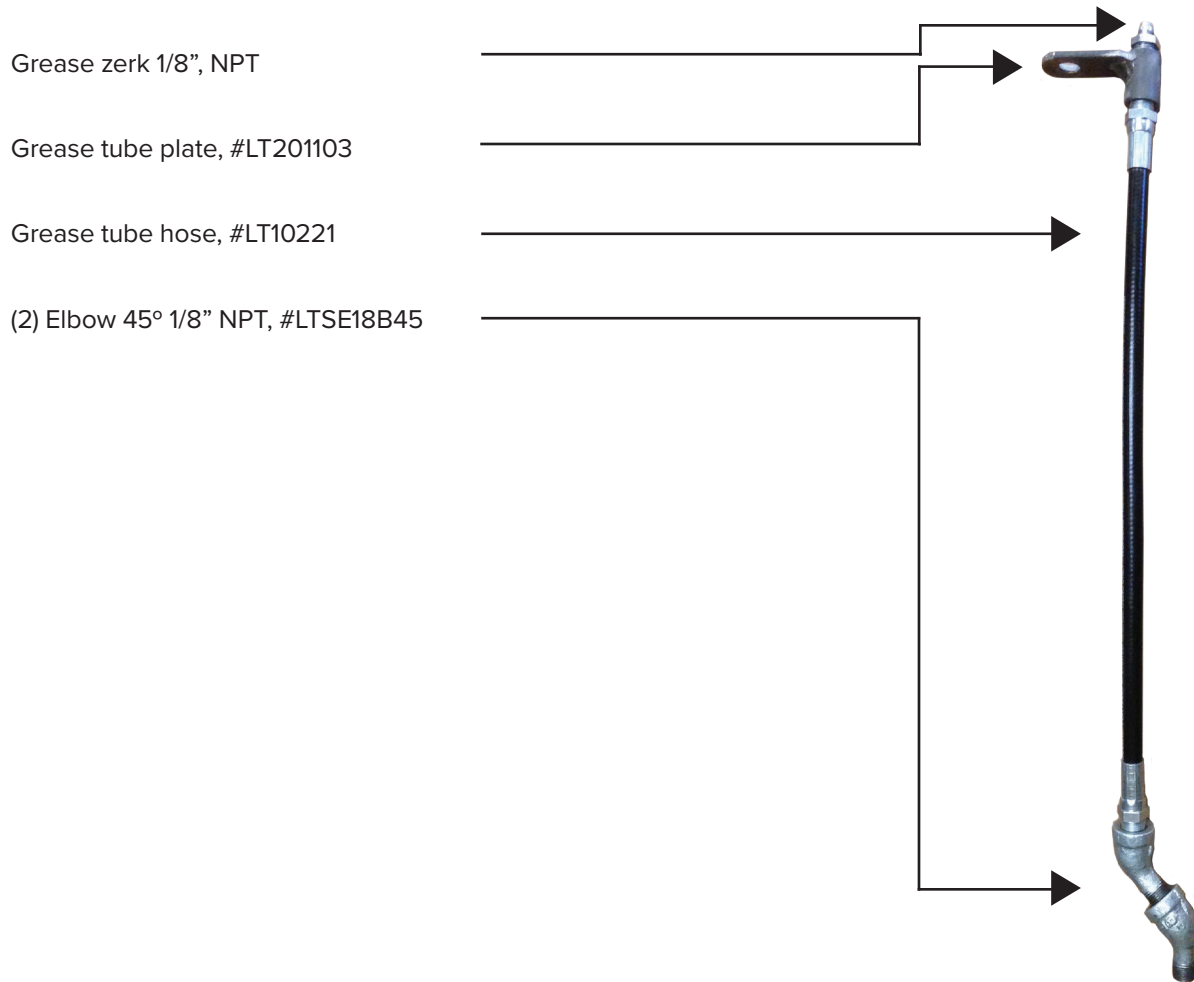 Grease zerk 1/8”, NPT
Grease tube plate, #LT201103
Grease tube hose, #LT10221
(2) Elbow 45º 1/8” NPT, #LTSE18B45